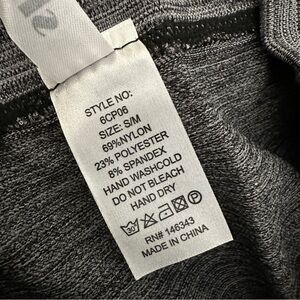 STYLE NO:
6CP06
SIZE: S/M
69%NYLON
23% POLYESTER
8% SPANDEX
HAND WASHCOLD
DO NOT BLEACH
HAND DRY
30°
RN# 146343
MADE IN CHINA